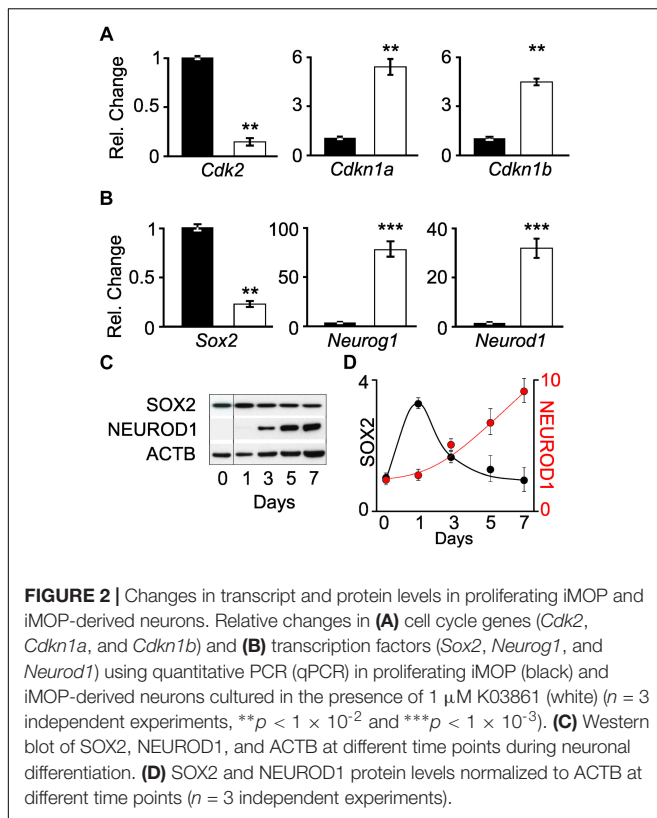 A
B
C
D
Rel. Change
1
0.5
0
**
Cdk2
6
3
0
**
Cdkn1a
6
3
0
**
Cdkn1b
Rel. Change
1
0.5
0
**
Sox2
100
50
0
***
Neurog1
40
20
0
***
Neurod1
SOX2
NEUROD1
ACTB
0 1 3 5 7
Days
4
SOX2
0
10
NEUROD1
0
0 1 3 5 7
Days
FIGURE 2 | Changes in transcript and protein levels in proliferating iMOP and
iMOP-derived neurons. Relative changes in (A) cell cycle genes (Cdk2,
Cdkn1a, and Cdkn1b) and (B) transcription factors (Sox2, Neurog1, and
Neurod1) using quantitative PCR (qPCR) in proliferating iMOP (black) and
iMOP-derived neurons cultured in the presence of 1 μM K03861 (white) (n = 3
independent experiments, **p < 1 × 10-2 and ***p < 1 × 10-3). (C) Western
blot of SOX2, NEUROD1, and ACTB at different time points during neuronal
differentiation. (D) SOX2 and NEUROD1 protein levels normalized to ACTB at
different time points (n = 3 independent experiments).